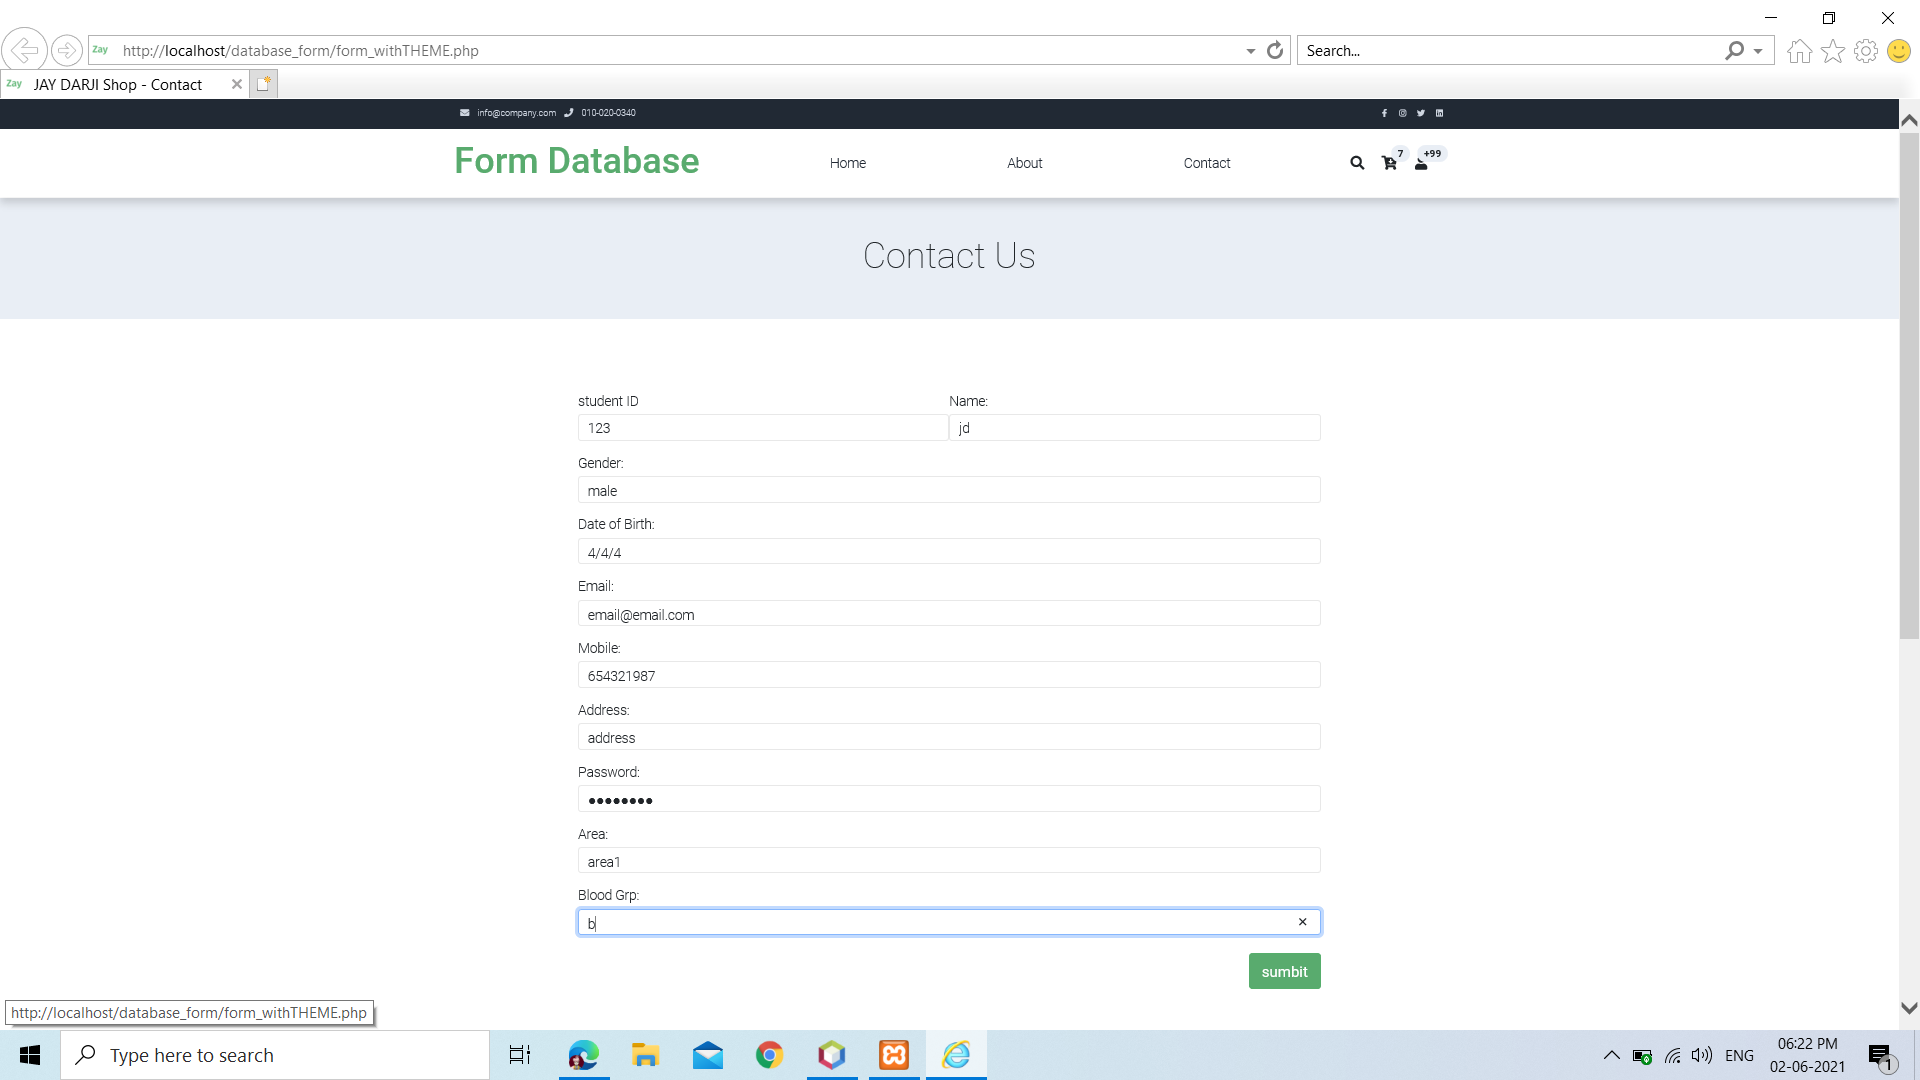 Zay http://localhost/database_form/form_withTHEME.php Search...
Zay JAY DARJI Shop - Contact
info@company.com 010-020-0340
Form Database Home About Contact 7 +99
Contact Us
student ID Name:
123 jd
Gender:
male
Date of Birth:
4/4/4
Email:
email@email.com
Mobile:
654321987
Address:
address
Password:
Area:
area1
Blood Grp:
b
sumbit
http://localhost/database_form/form_withTHEME.php
Type here to search ENG 06:22 PM
02-06-2021 1